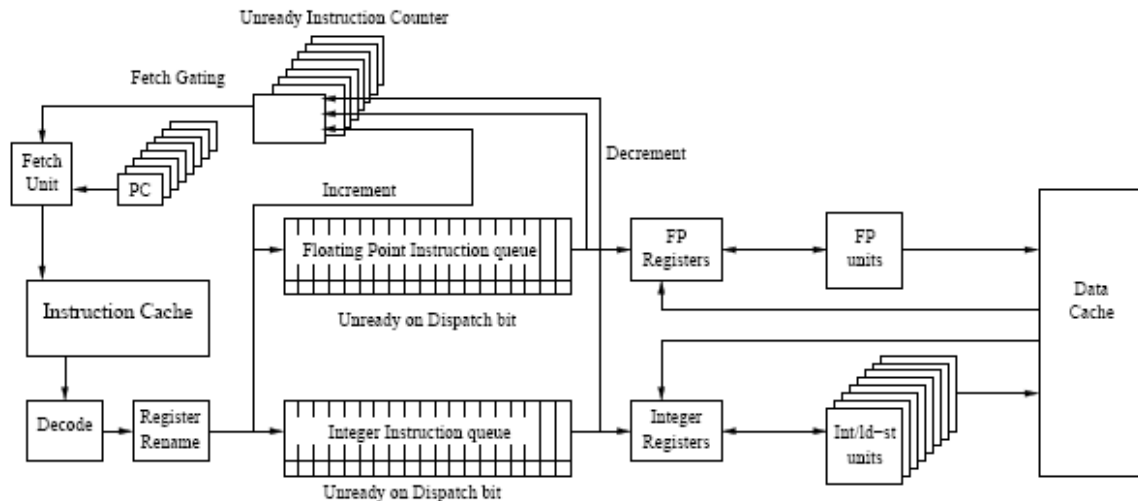 Unready Instruction Counter
Fetch Gating
Fetch
Unit
PC
Increment
Decrement
Floating Point Instruction queue
Unready on Dispatch bit
FP
Registers
FP
units
Data
Cache
Instruction Cache
Decode
Register
Rename
Integer Instruction queue
Unready on Dispatch bit
Integer
Registers
Int/ld-st
units